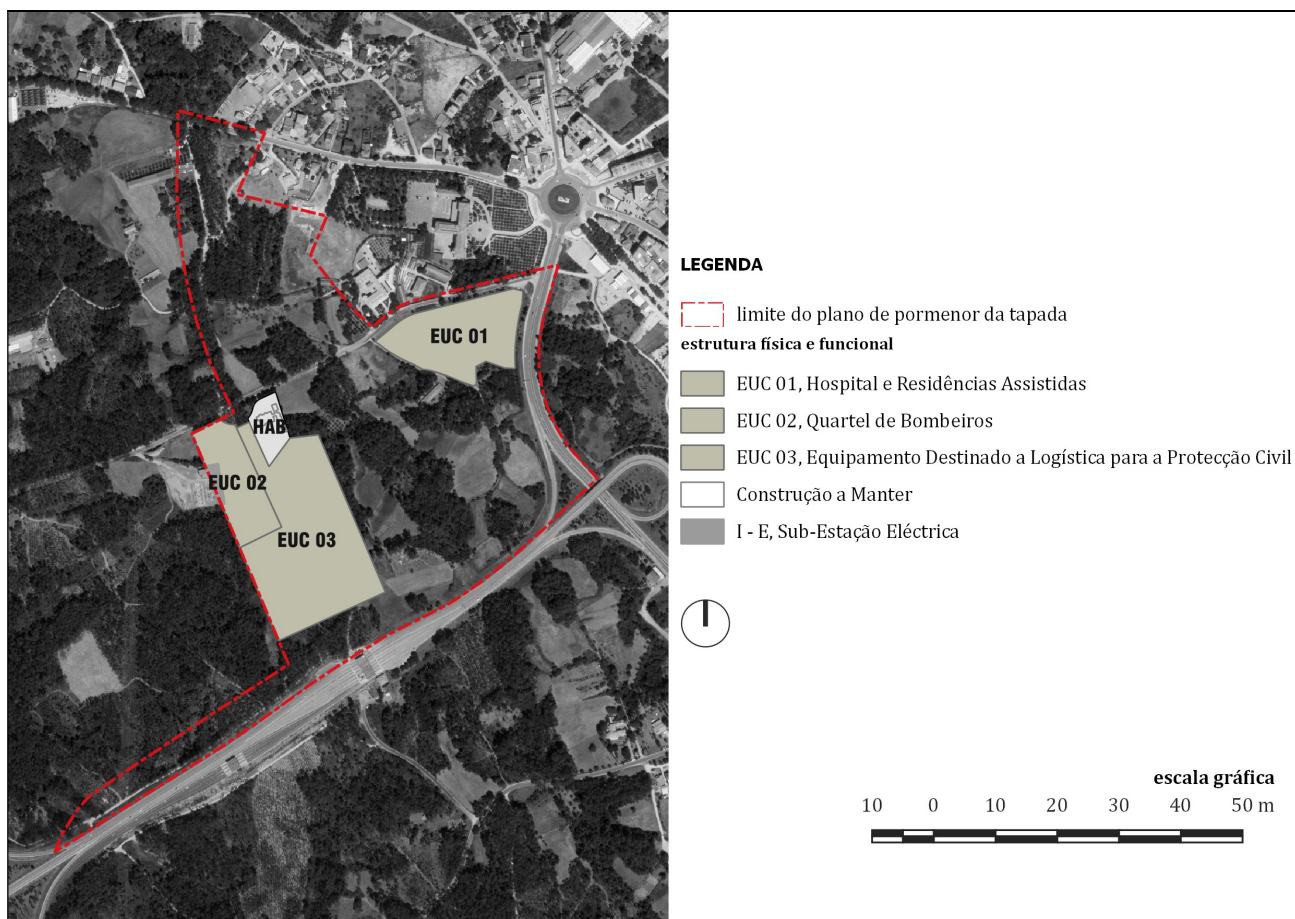 EUC 01
HAB
EUC 02
EUC 03
LEGENDA
limite do plano de pormenor da tapada
estrutura física e funcional
EUC 01, Hospital e Residências Assistidas
EUC 02, Quartel de Bombeiros
EUC 03, Equipamento Destinado a Logística para a Protecção Civil
Construção a Manter
I - E, Sub-Estação Eléctrica
escala gráfica
10 0 10 20 30 40 50 m